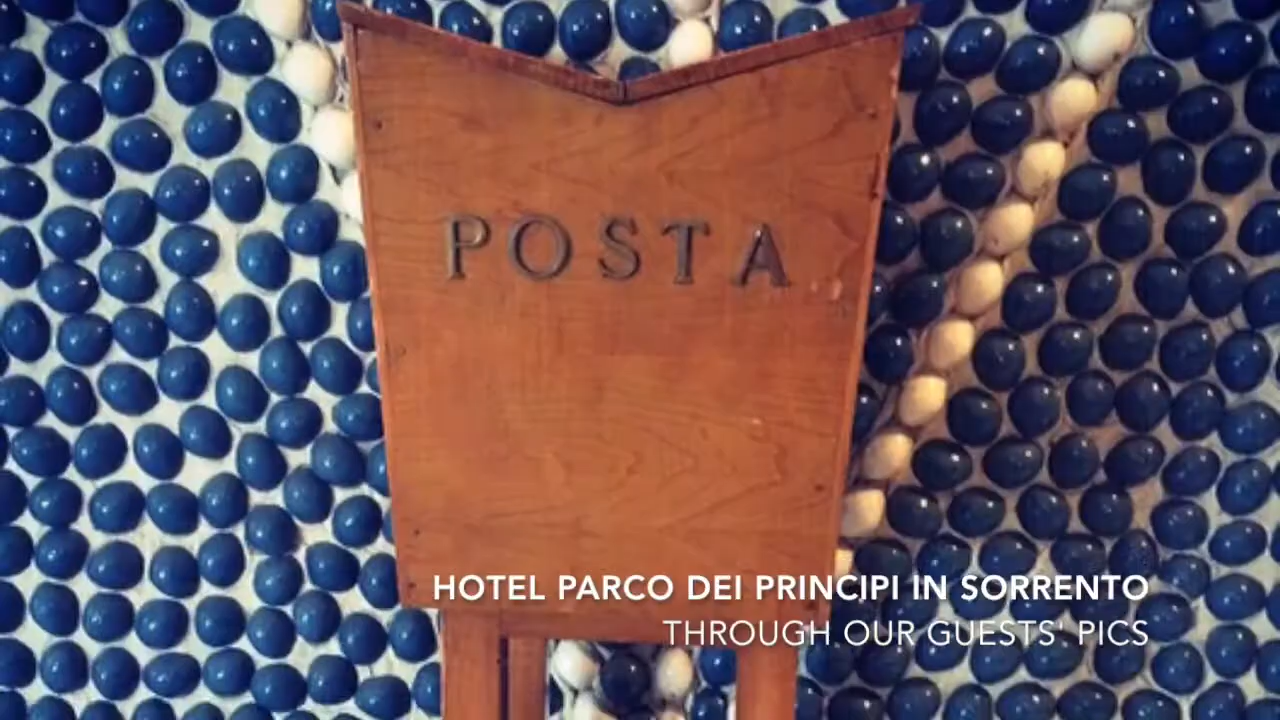 POSTA
HOTEL PARCO DEI PRINCIPI IN SORRENTO
THROUGH OUR GUESTS' PICS